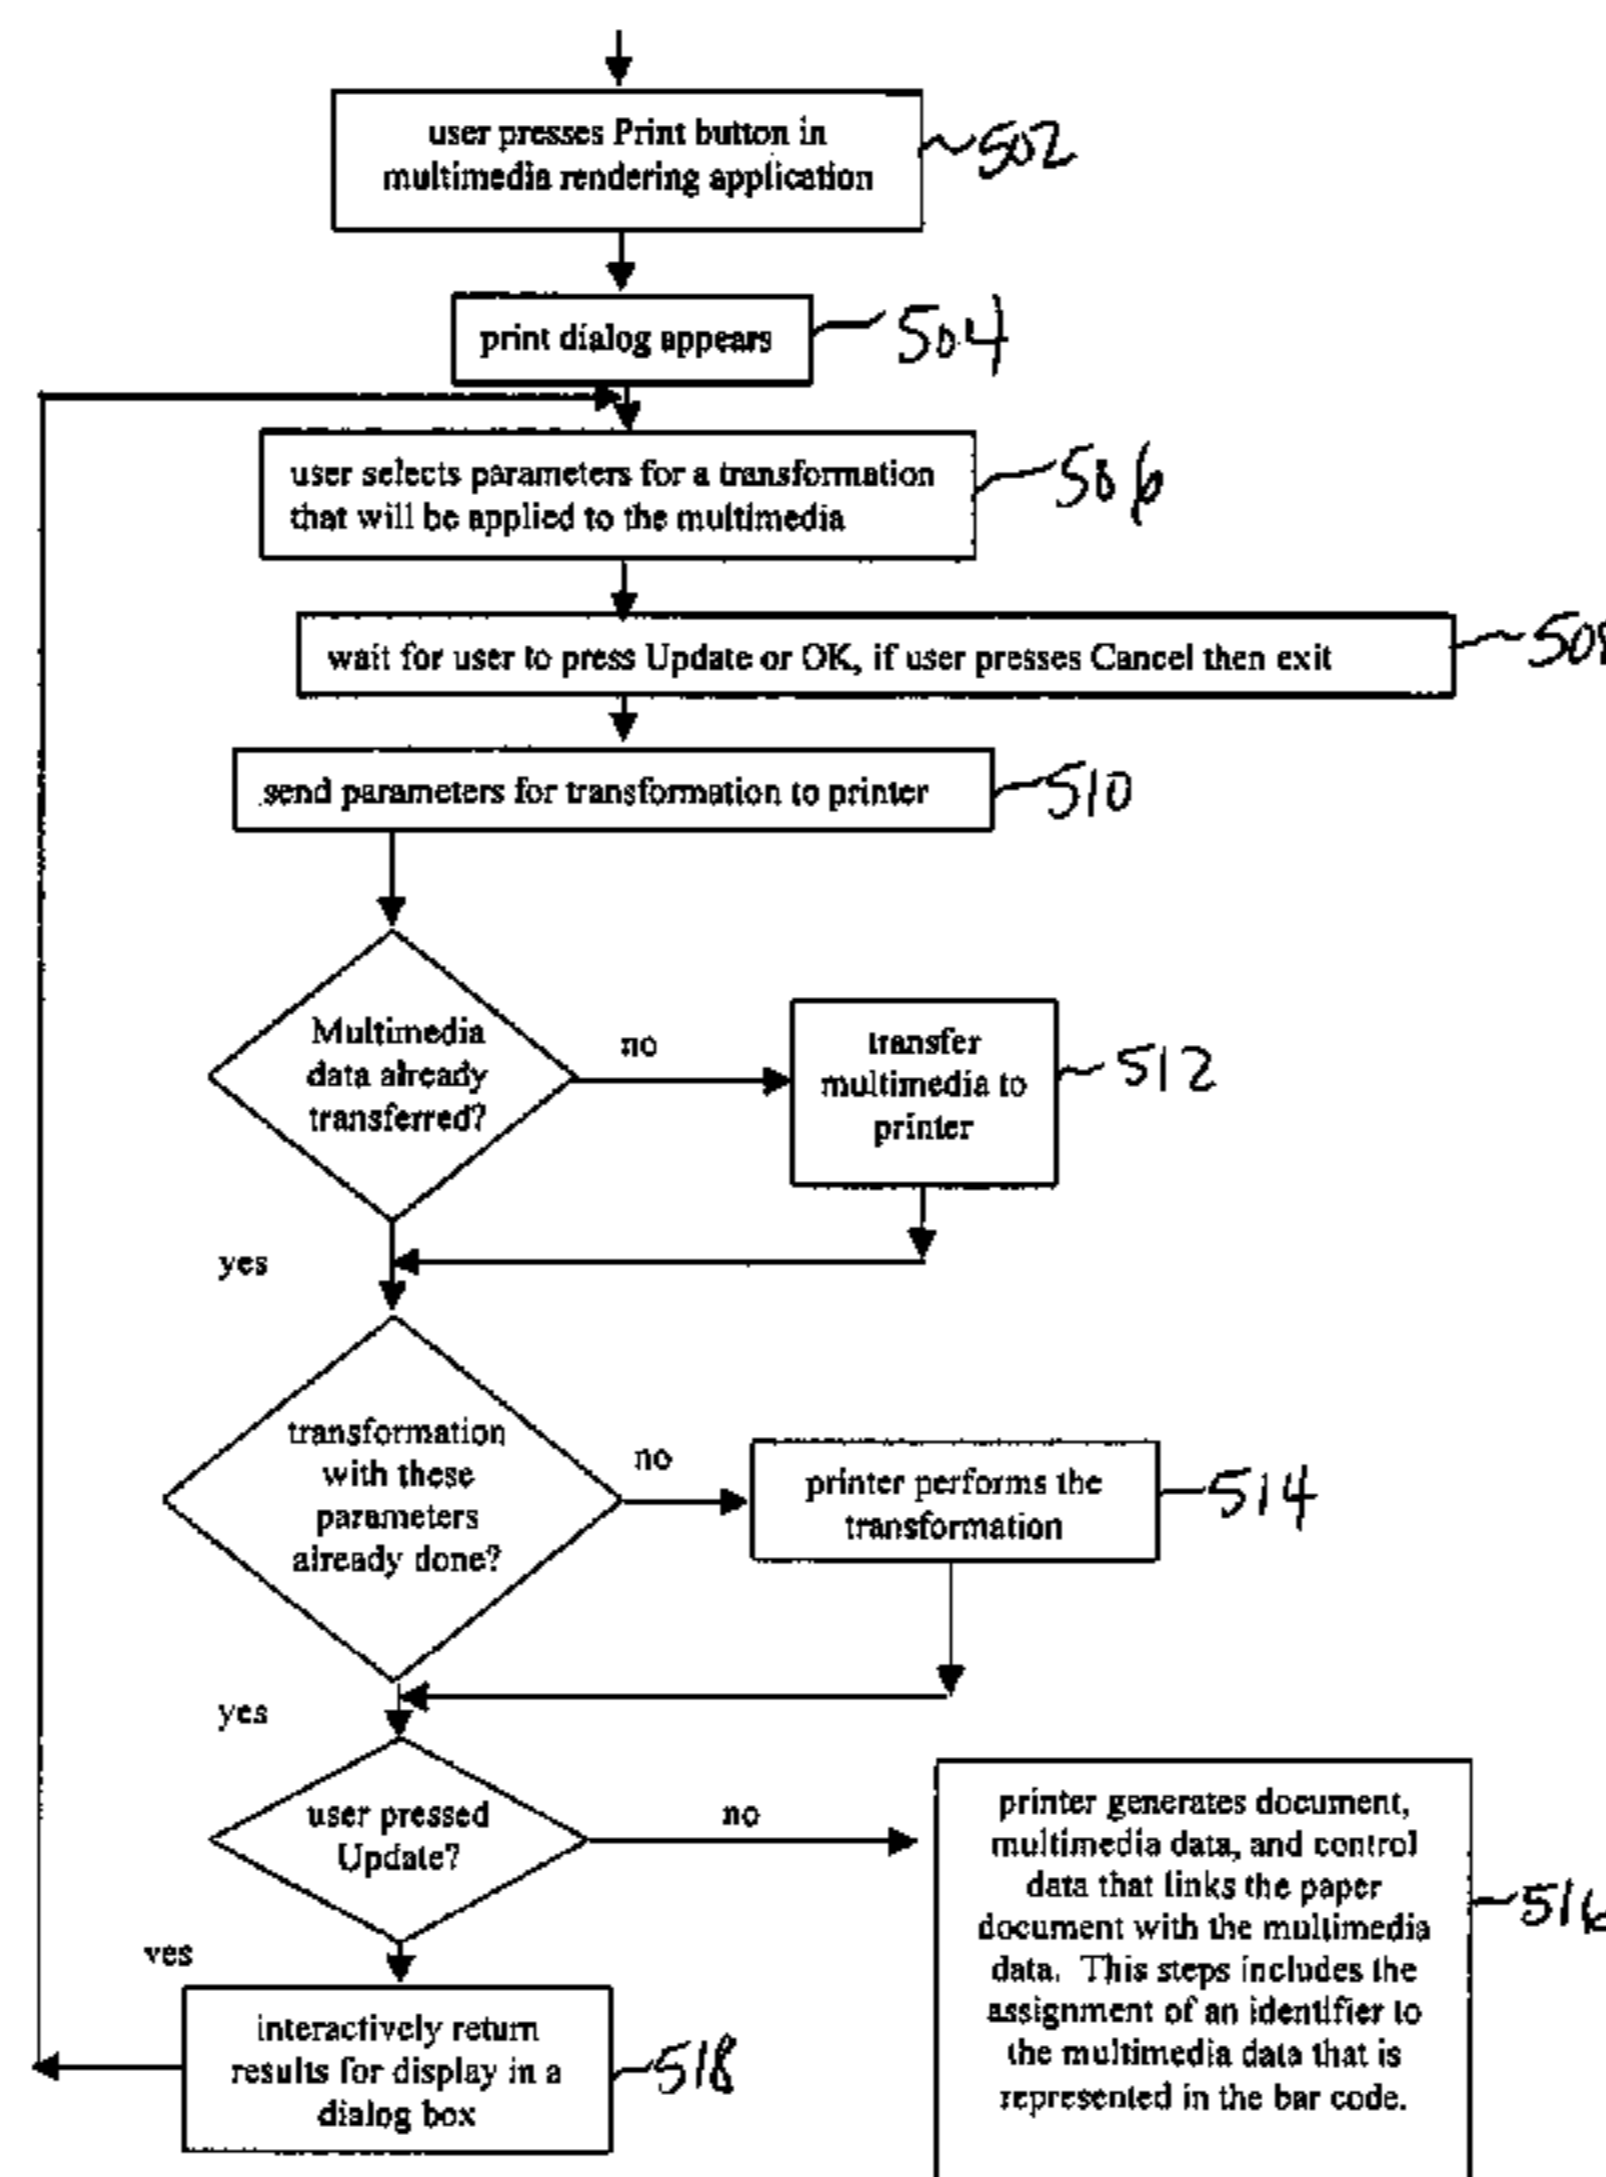 user presses Print button in
multimedia rendering application
502
print dialog appears
504
user selects parameters for a transformation
that will be applied to the multimedia
506
wait for user to press Update or OK, if user presses Cancel then exit
508
send parameters for transformation to printer
510
Multimedia
data already
transferred?
no
transfer
multimedia to
printer
512
yes
transformation
with these
parameters
already done?
no
printer performs the
transformation
514
yes
user pressed
Update?
no
printer generates document,
multimedia data, and control
data that links the paper
document with the multimedia
data. This steps includes the
assignment of an identifier to
the multimedia data that is
represented in the bar code.
516
yes
interactively return
results for display in a
dialog box
518